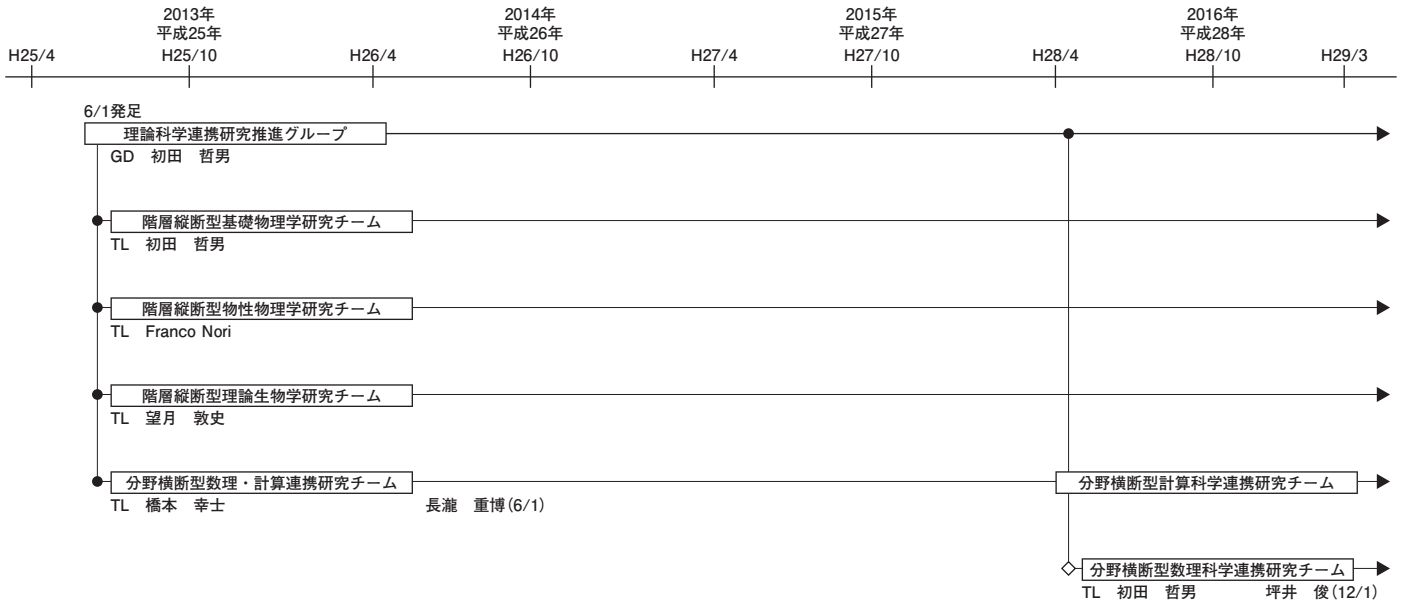 2013年 2014年 2015年 2016年
平成25年 平成26年 平成27年 平成28年
H25/4 H25/10 H26/4 H26/10 H27/4 H27/10 H28/4 H28/10 H29/3
6/1発足
理論科学連携研究推進グループ
GD 初田 哲男
階層縦断型基礎物理学研究チーム
TL 初田 哲男
階層縦断型物性物理学研究チーム
TL Franco Nori
階層縦断型理論生物学研究チーム
TL 望月 敦史
分野横断型数理・計算連携研究チーム 分野横断型計算科学連携研究チーム
TL 橋本 幸士 長瀧 重博(6/1)
分野横断型数理科学連携研究チーム
TL 初田 哲男 坪井 俊(12/1)